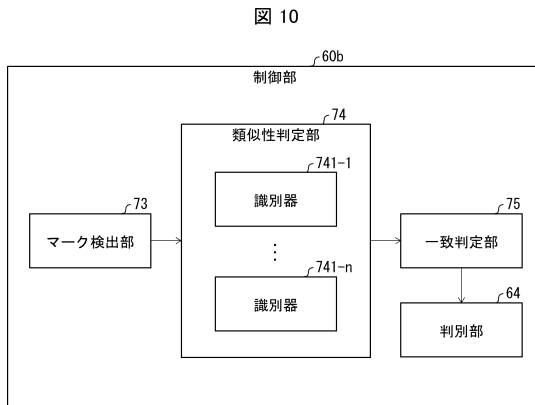 図 10
60b
制御部
74
類似性判定部
741-1
識別器
73
マーク検出部
75
一致判定部
⋮
741-n
識別器
64
判別部